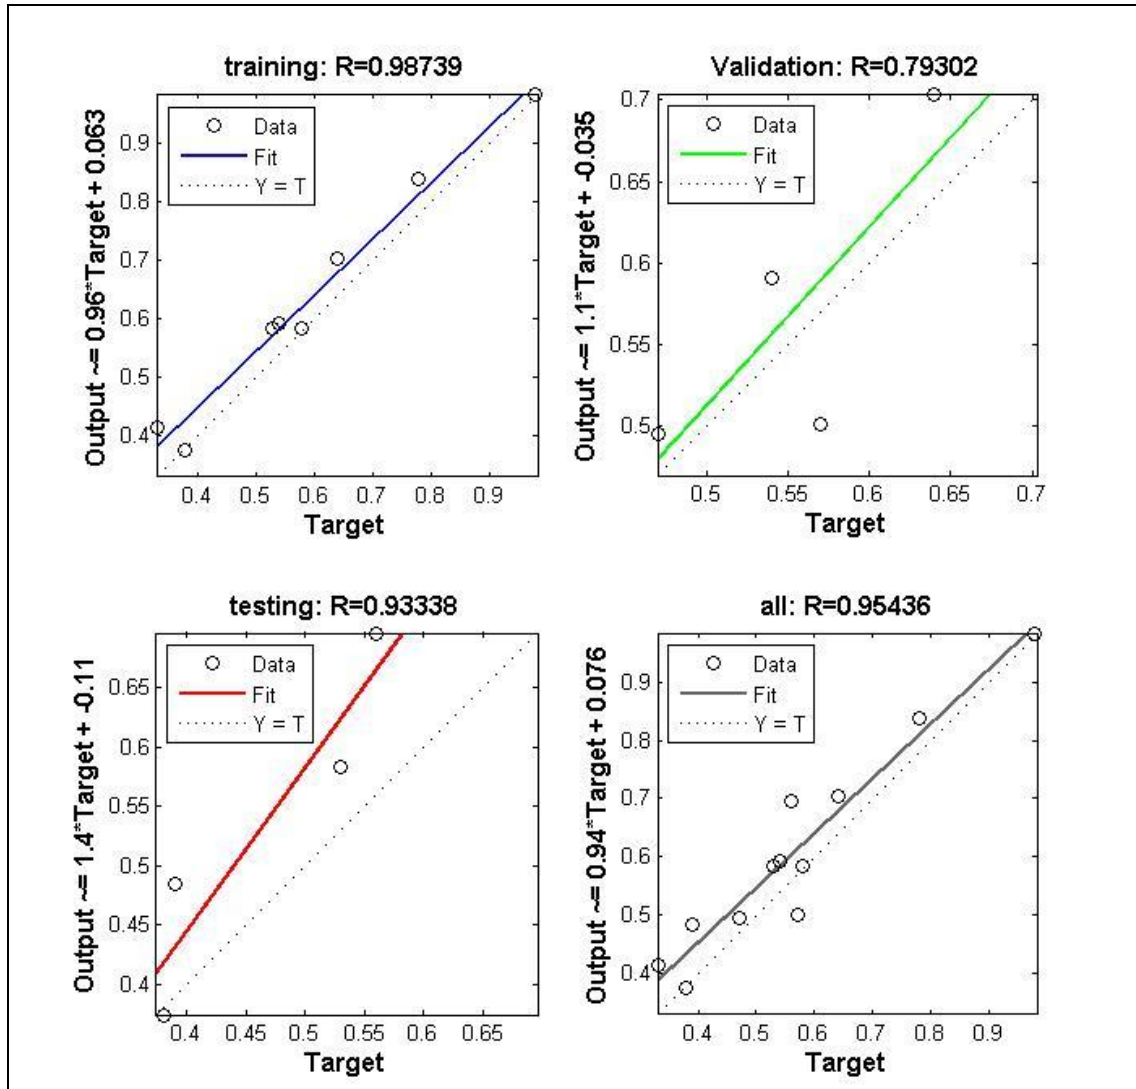 training: R=0.98739
Output ~= 0.96*Target + 0.063
Data
Fit
Y = T
0.9
0.8
0.7
0.6
0.5
0.4
0.4 0.5 0.6 0.7 0.8 0.9
Target
Validation: R=0.79302
Output ~= 1.1*Target + -0.035
Data
Fit
Y = T
0.7
0.65
0.6
0.55
0.5
0.5 0.55 0.6 0.65 0.7
Target
testing: R=0.93338
Output ~= 1.4*Target + -0.11
Data
Fit
Y = T
0.65
0.6
0.55
0.5
0.45
0.4
0.4 0.45 0.5 0.55 0.6 0.65
Target
all: R=0.95436
Output ~= 0.94*Target + 0.076
Data
Fit
Y = T
0.9
0.8
0.7
0.6
0.5
0.4
0.4 0.5 0.6 0.7 0.8 0.9
Target